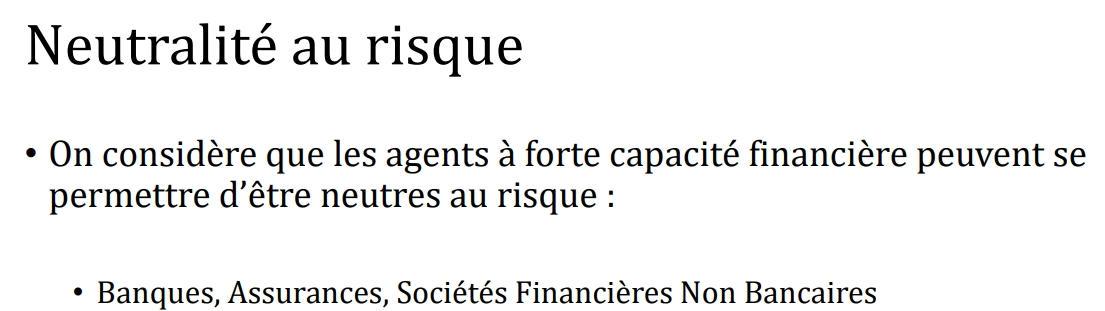 Neutralité au risque
• On considère que les agents à forte capacité financière peuvent se
permettre d’être neutres au risque :
• Banques, Assurances, Sociétés Financières Non Bancaires